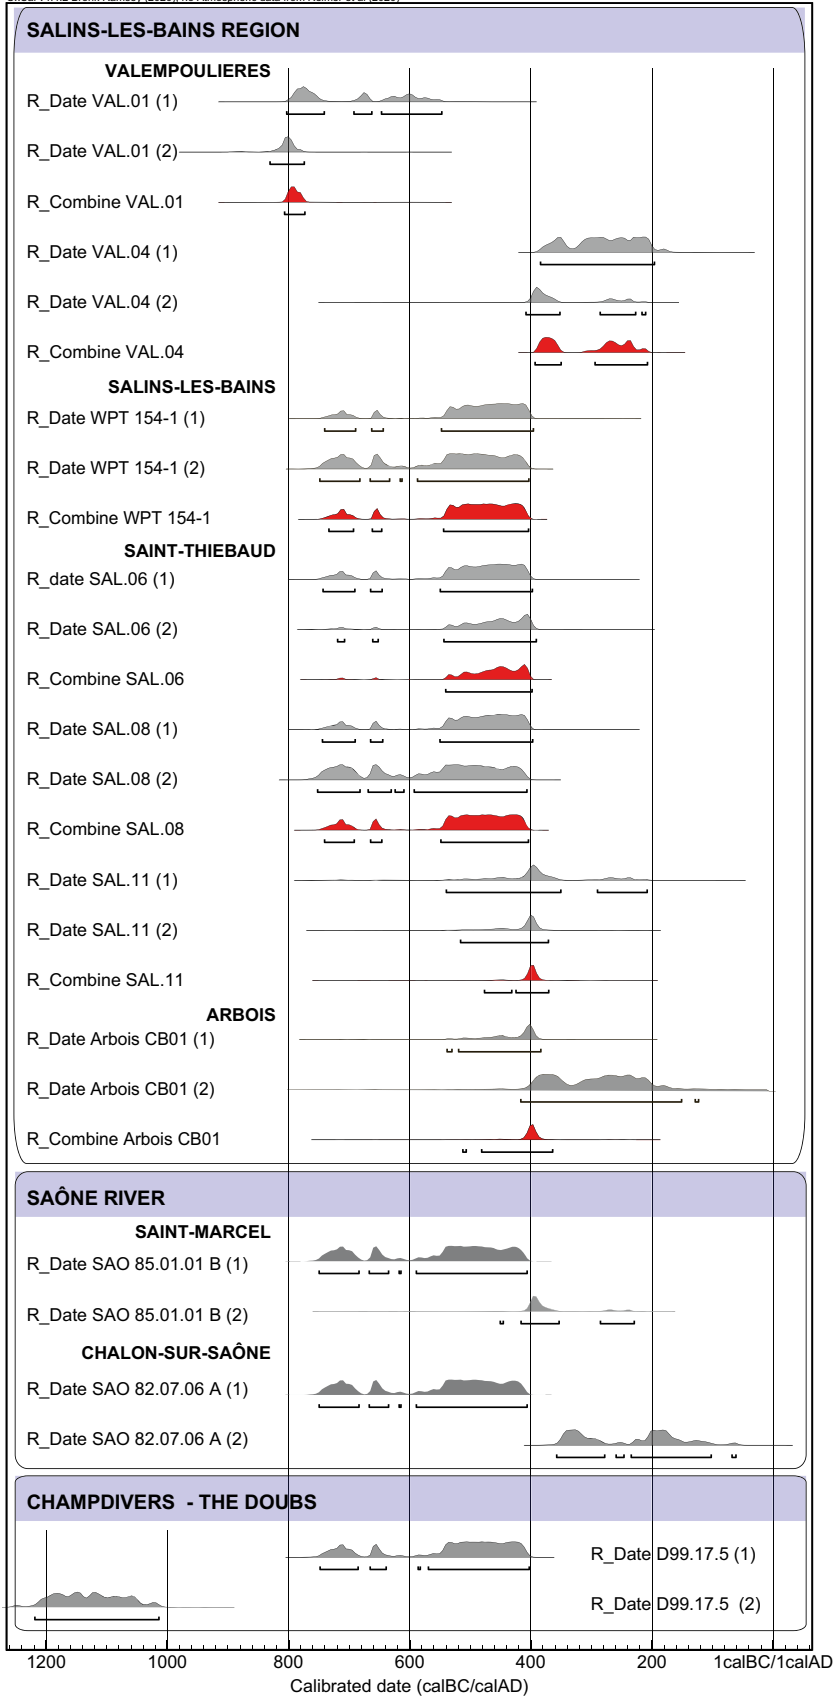 SALINS-LES-BAINS REGION
VALEMPOULIERES
R_Date VAL.01 (1)
R_Date VAL.01 (2)
R_Combine VAL.01
R_Date VAL.04 (1)
R_Date VAL.04 (2)
R_Combine VAL.04
SALINS-LES-BAINS
R_Date WPT 154-1 (1)
R_Date WPT 154-1 (2)
R_Combine WPT 154-1
SAINT-THIEBAUD
R_date SAL.06 (1)
R_Date SAL.06 (2)
R_Combine SAL.06
R_Date SAL.08 (1)
R_Date SAL.08 (2)
R_Combine SAL.08
R_Date SAL.11 (1)
R_Date SAL.11 (2)
R_Combine SAL.11
ARBOIS
R_Date Arbois CB01 (1)
R_Date Arbois CB01 (2)
R_Combine Arbois CB01
SAÔNE RIVER
SAINT-MARCEL
R_Date SAO 85.01.01 B (1)
R_Date SAO 85.01.01 B (2)
CHALON-SUR-SAÔNE
R_Date SAO 82.07.06 A (1)
R_Date SAO 82.07.06 A (2)
CHAMPDIVERS - THE DOUBS
R_Date D99.17.5 (1)
R_Date D99.17.5 (2)
1200 1000 800 600 400 200 1calBC/1calAD
Calibrated date (calBC/calAD)